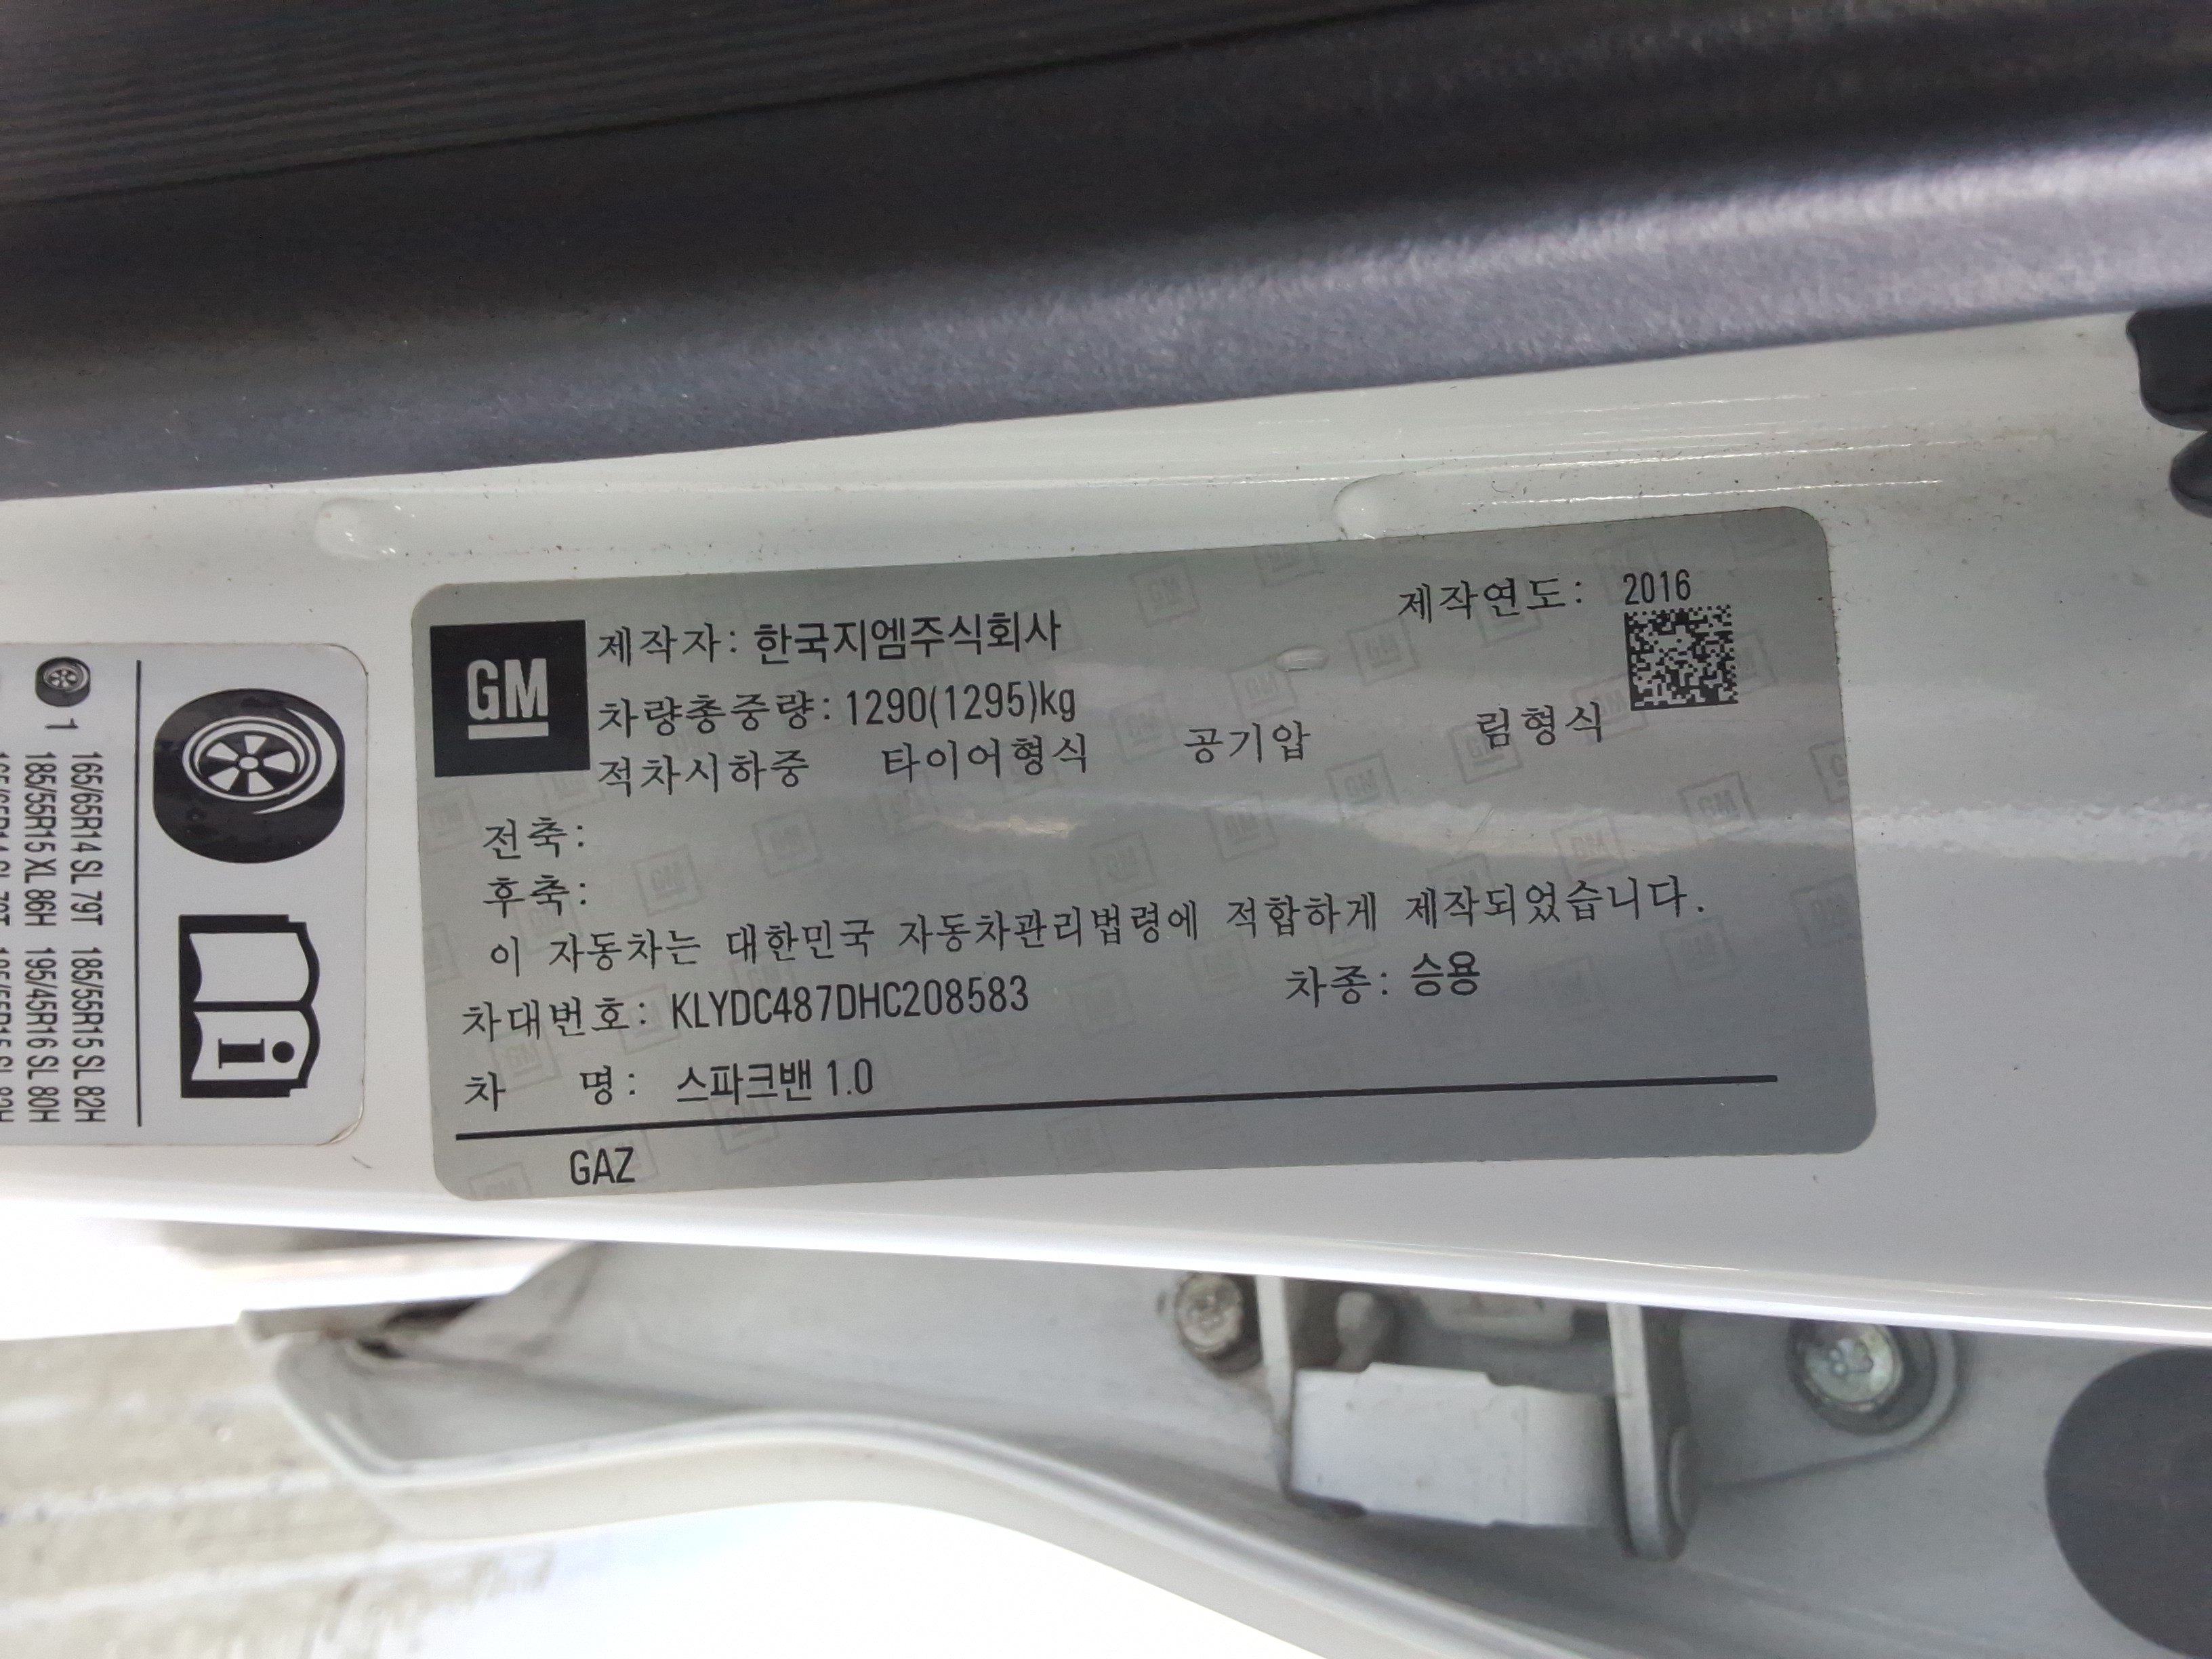 GM
제작자: 한국지엠주식회사
제작연도: 2016
차량총중량: 1290(1295)kg
적차시하중 타이어형식 공기압 림형식
전축:
후축:
이 자동차는 대한민국 자동차관리법령에 적합하게 제작되었습니다.
차대번호: KLYDC487DHC208583 차종: 승용
차 명: 스파크밴 1.0
GAZ
1
165/65R14 SL 79T 185/55R15 SL 82H
185/55R15 XL 86H 195/45R16 SL 80H